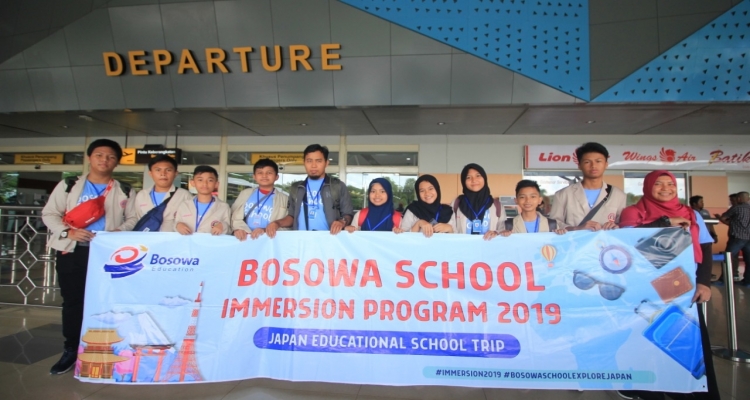 DEPARTURE
Lion
Wings Air
Batik
Bosowa
Education
BOSOWA SCHOOL
IMMERSION PROGRAM 2019
JAPAN EDUCATIONAL SCHOOL TRIP
#IMMERSION2019 #BOSOWASCHOOLEXPLOREJAPAN